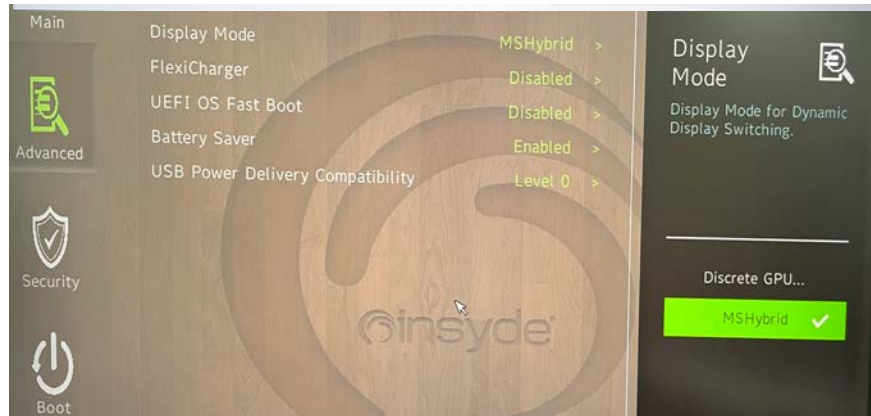 Main
Advanced
Security
Boot
Display Mode MSHybrid >
FlexiCharger Disabled >
UEFI OS Fast Boot Disabled >
Battery Saver Enabled >
USB Power Delivery Compatibility Level 0 >
insyde
Display
Mode
Display Mode for Dynamic
Display Switching.
Discrete GPU...
MSHybrid